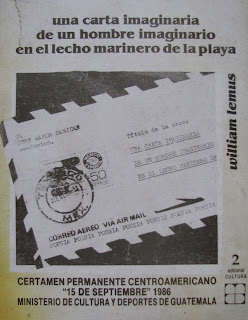 una carta imaginaria
de un hombre imaginario
en el lecho marinero de la playa
Título de la obra:
UNA CARTA IMAGINARIA
DE UN HOMBRE IMAGINARIO
EN EL LECHO MARINERO DE
MEX
CORREO AEREO VIA AIR MAIL
POESIA POESIA POESIA POESIA POESIA
william lemus
2
editorial
CULTURA
CERTAMEN PERMANENTE CENTROAMERICANO
"15 DE SEPTIEMBRE" 1986
MINISTERIO DE CULTURA Y DEPORTES DE GUATEMALA